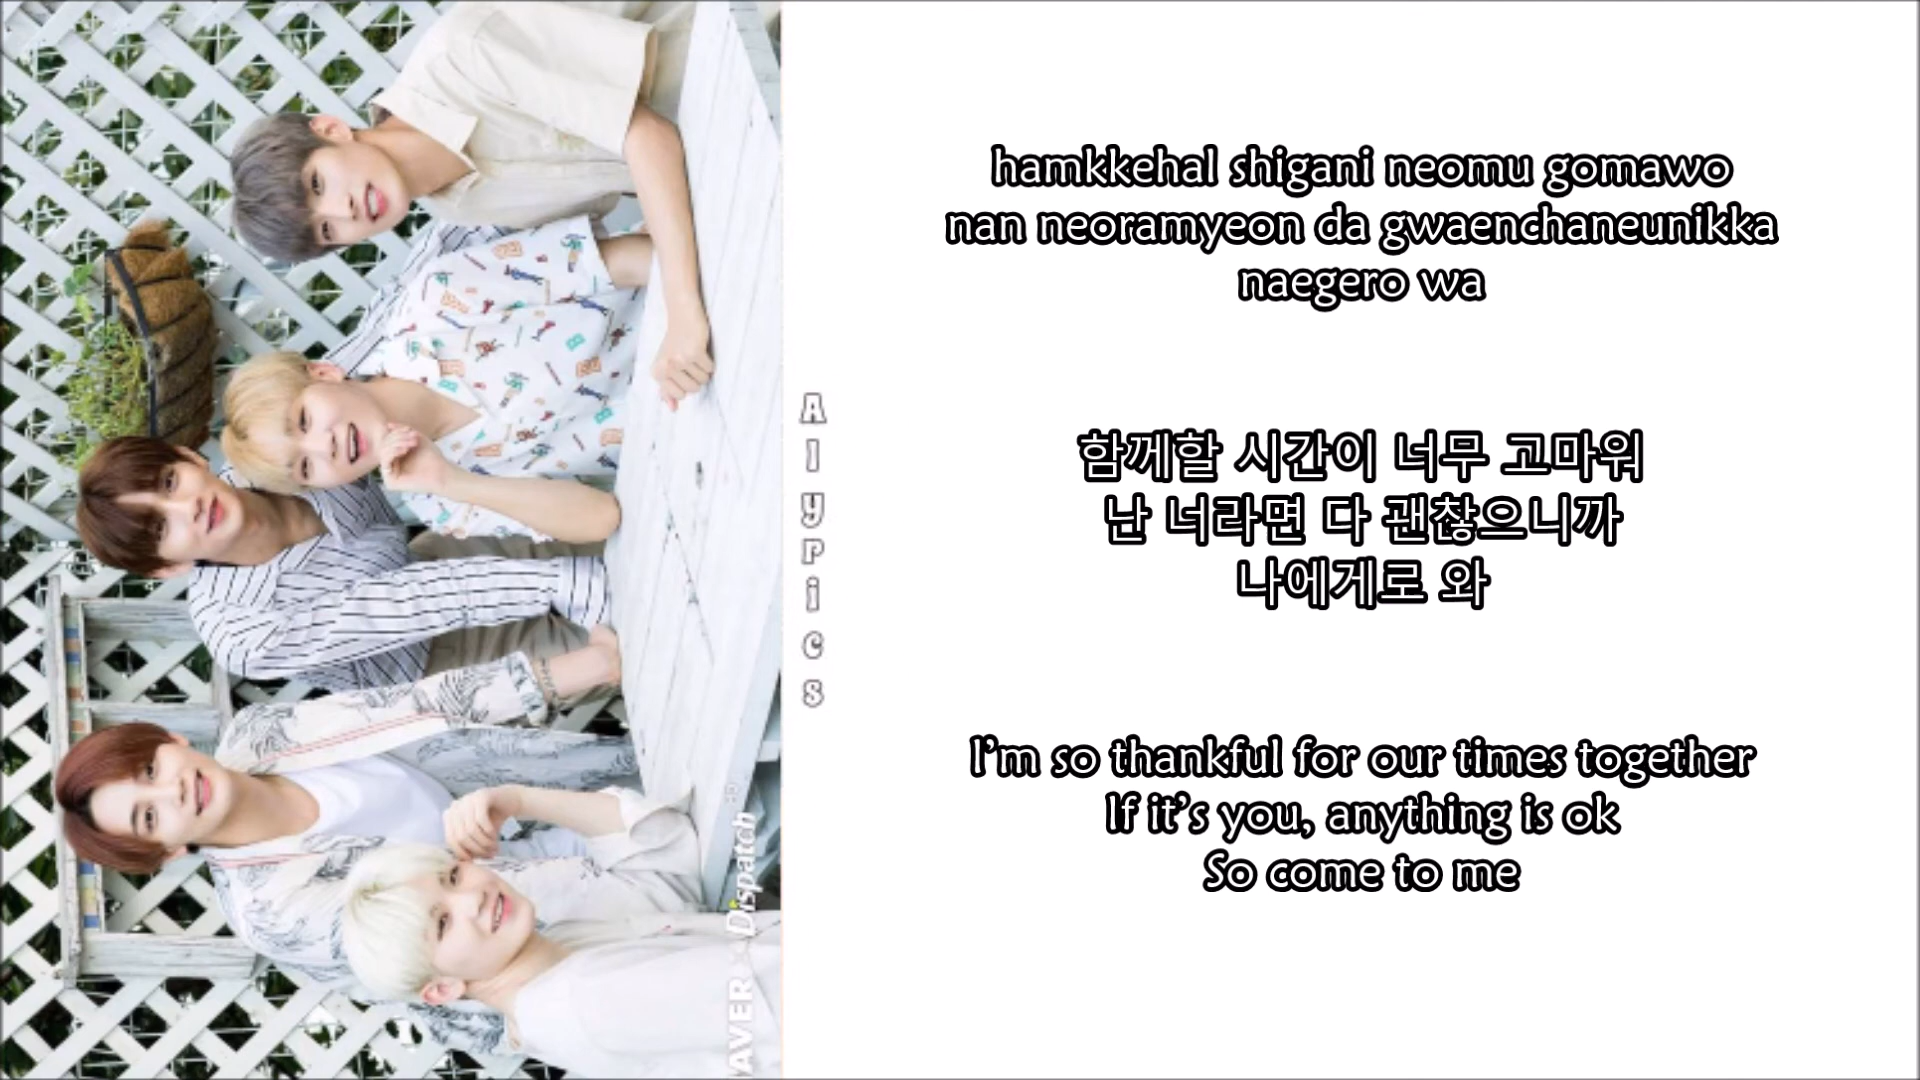 hamkkehal shigani neomu gomawo
nan neoramyeon da gwaenchaneunikka
naegero wa
함께할 시간이 너무 고마워
난 너라면 다 괜찮으니까
나에게로 와
I'm so thankful for our times together
If it's you, anything is ok
So come to me
Alypics
AVER × Dispatch